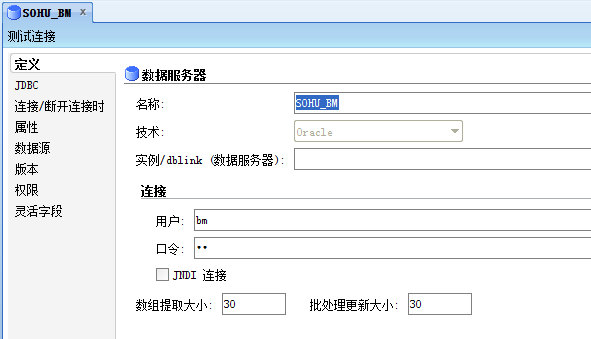 SOHU_BM x
测试连接
定义
JDBC
连接/断开连接时
属性
数据源
版本
权限
灵活字段
数据服务器
名称: SOHU_BM
技术: Oracle
实例/dblink (数据服务器):
连接
用户: bm
口令: ••
JNDI 连接
数组提取大小: 30 批处理更新大小: 30